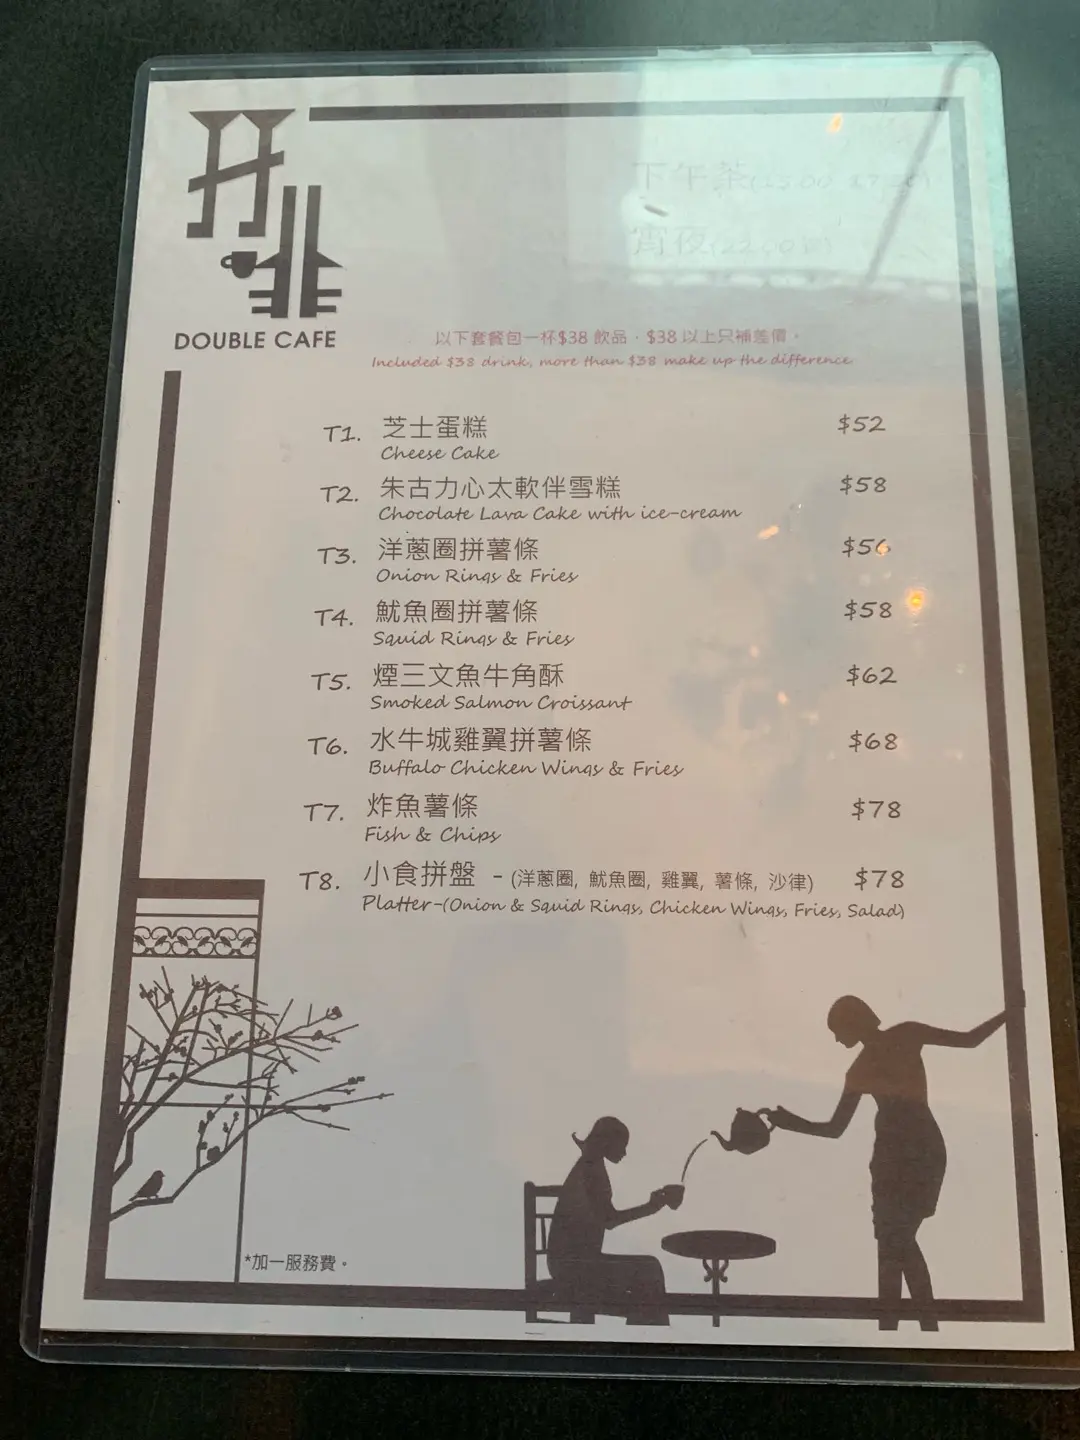 DOUBLE CAFE
下午茶
宵夜
以下套餐包一杯$38 飲品，$38 以上只補差價。
Included $38 drink, more than $38 make up the difference
T1. 芝士蛋糕 $52
Cheese Cake
T2. 朱古力心太軟伴雪糕 $58
Chocolate Lava Cake with ice-cream
T3. 洋蔥圈拼薯條 $56
Onion Rings & Fries
T4. 魷魚圈拼薯條 $58
Squid Rings & Fries
T5. 煙三文魚牛角酥 $62
Smoked Salmon Croissant
T6. 水牛城雞翼拼薯條 $68
Buffalo Chicken Wings & Fries
T7. 炸魚薯條 $78
Fish & Chips
T8. 小食拼盤 - (洋蔥圈, 魷魚圈, 雞翼, 薯條, 沙律) $78
Platter-(Onion & Squid Rings, Chicken Wings, Fries, Salad)
*加一服務費。